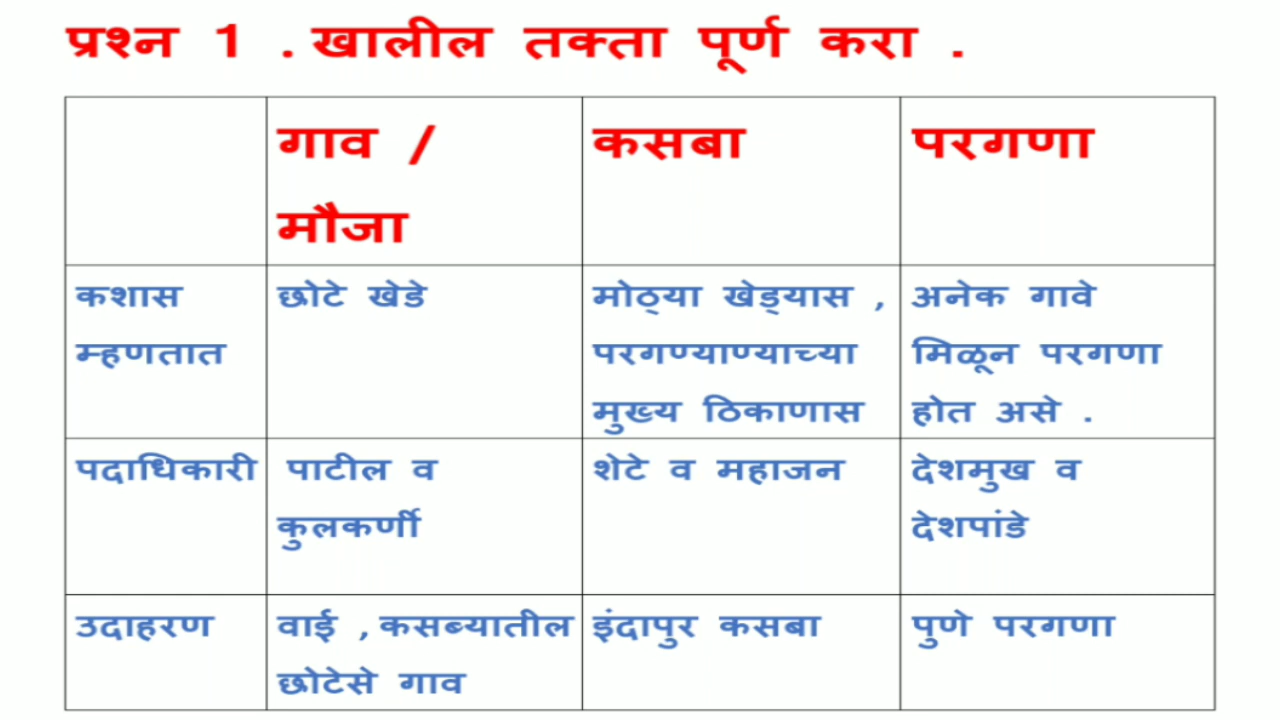 प्रश्न 1 . खालील तक्ता पूर्ण करा .
गाव / मौजा
कसबा
परगणा
कशास म्हणतात
छोटे खेडे
मोठ्या खेड्यास ,
परगण्याण्याच्या
मुख्य ठिकाणास
अनेक गावे
मिळून परगणा
होत असे .
पदाधिकारी
पाटील व
कुलकर्णी
शेटे व महाजन
देशमुख व
देशपांडे
उदाहरण
वाई , कसब्यातील
छोटेसे गाव
इंदापुर कसबा
पुणे परगणा